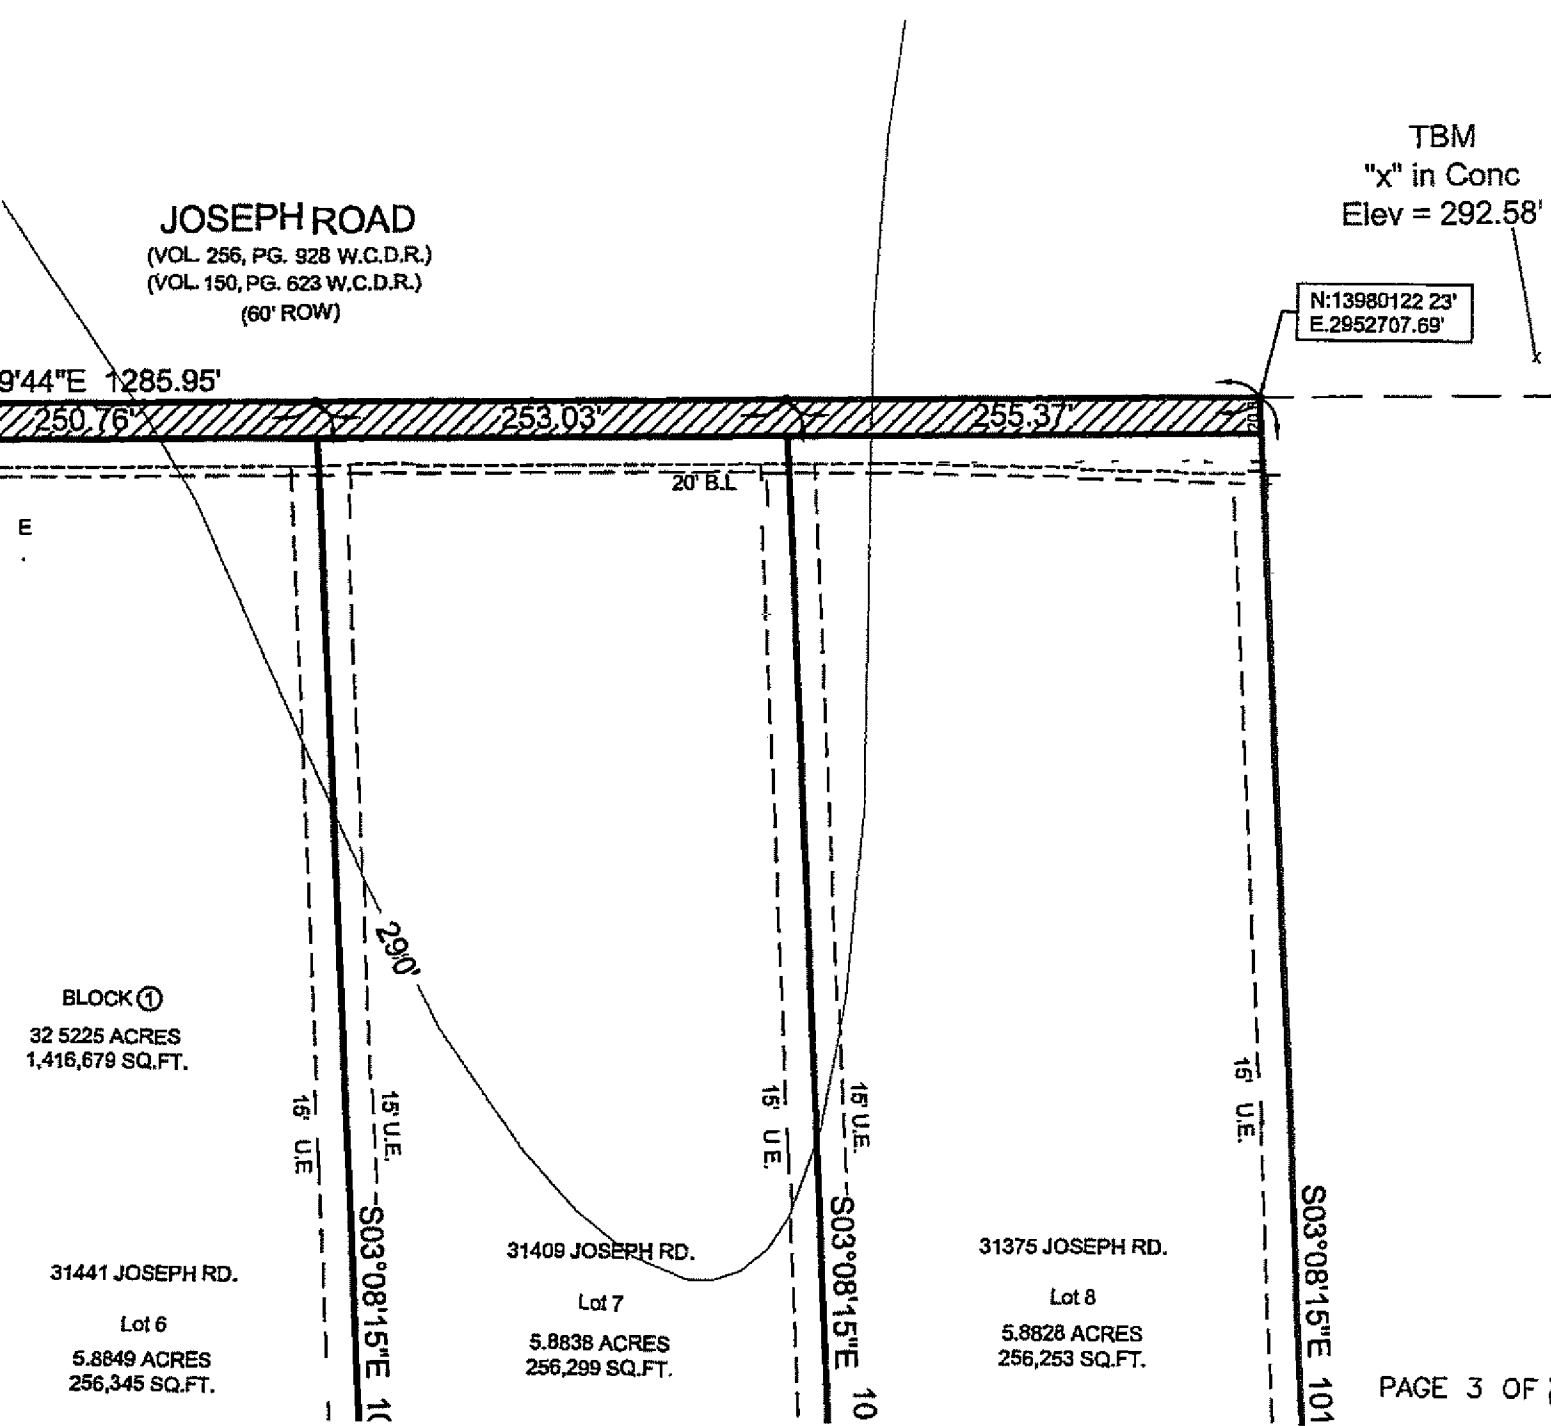 TBM
"x" in Conc
Elev = 292.58'
JOSEPH ROAD
(VOL. 256, PG. 928 W.C.D.R.)
(VOL. 150, PG. 623 W.C.D.R.)
(60' ROW)
N:13980122 23'
E.2952707.69'
x
9'44"E 1285.95'
250.76'
253.03'
255.37'
20' B.L
E
290'
BLOCK 1
32 5225 ACRES
1,416,679 SQ.FT.
15' U.E.
15' U.E.
15' U.E.
15' U.E.
15' U.E.
S03°08'15"E 10
S03°08'15"E 10
S03°08'15"E 101
31441 JOSEPH RD.
Lot 6
5.8849 ACRES
256,345 SQ.FT.
31409 JOSEPH RD.
Lot 7
5.8838 ACRES
256,299 SQ.FT.
31375 JOSEPH RD.
Lot 8
5.8828 ACRES
256,253 SQ.FT.
PAGE 3 OF